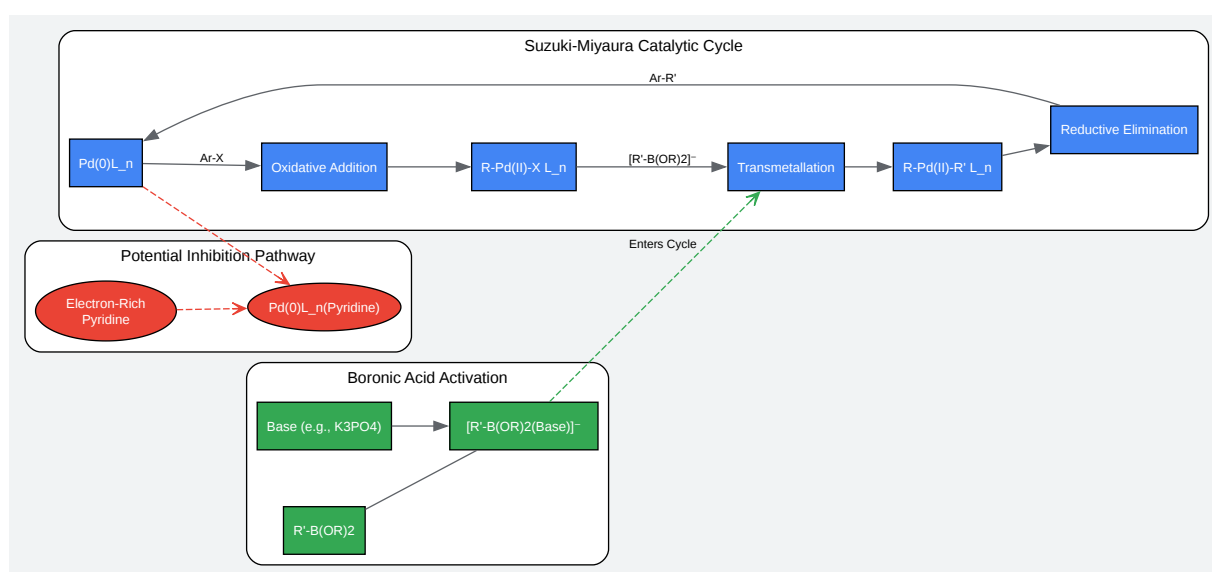 Suzuki-Miyaura Catalytic Cycle
Ar-R'
Pd(0)L_n
Ar-X
Oxidative Addition
R-Pd(II)-X L_n
[R'-B(OR)2]⁻
Transmetallation
R-Pd(II)-R' L_n
Reductive Elimination
Enters Cycle
Potential Inhibition Pathway
Electron-Rich
Pyridine
Pd(0)L_n(Pyridine)
Boronic Acid Activation
Base (e.g., K3PO4)
[R'-B(OR)2(Base)]⁻
R'-B(OR)2